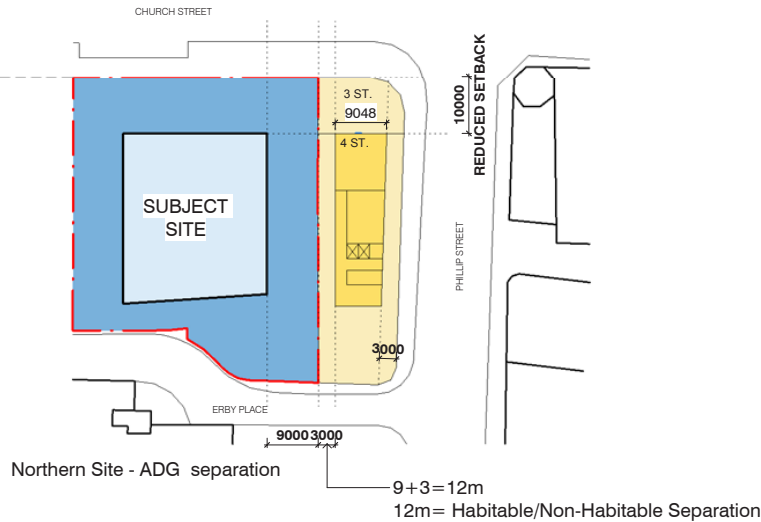 CHURCH STREET
REDUCED SETBACK
10000
3 ST.
9048
4 ST.
SUBJECT
SITE
PHILLIP STREET
3000
ERBY PLACE
9000 3000
Northern Site - ADG separation
9+3=12m
12m= Habitable/Non-Habitable Separation